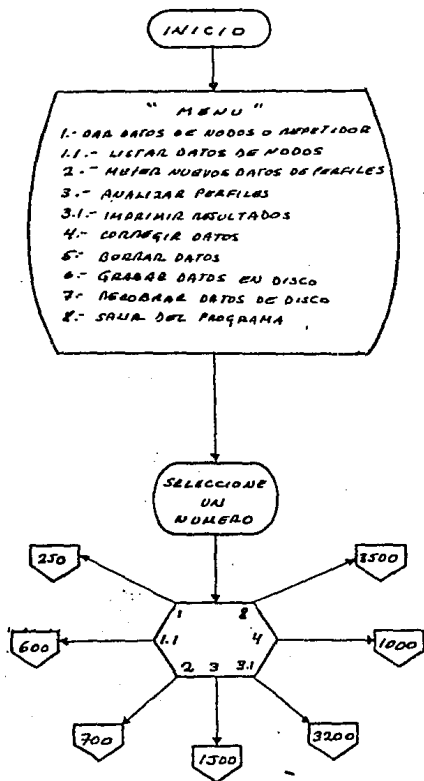 INICIO
" MENU "
1.- DAR DATOS DE NODOS O REPETIDOR
1.1.- LISTAR DATOS DE NODOS
2.- METER NUEVOS DATOS DE PERFILES
3.- ANALIZAR PERFILES
3.1- IMPRIMIR RESULTADOS
4.- CORREGIR DATOS
5.- BORRAR DATOS
6.- GRABAR DATOS EN DISCO
7.- RECOBRAR DATOS DE DISCO
8.- SALIR DEL PROGRAMA
SELECCIONE
UN
NUMERO
250
8500
1 8
600
1.1 4
1000
2 3 3.1
700
1500
3200